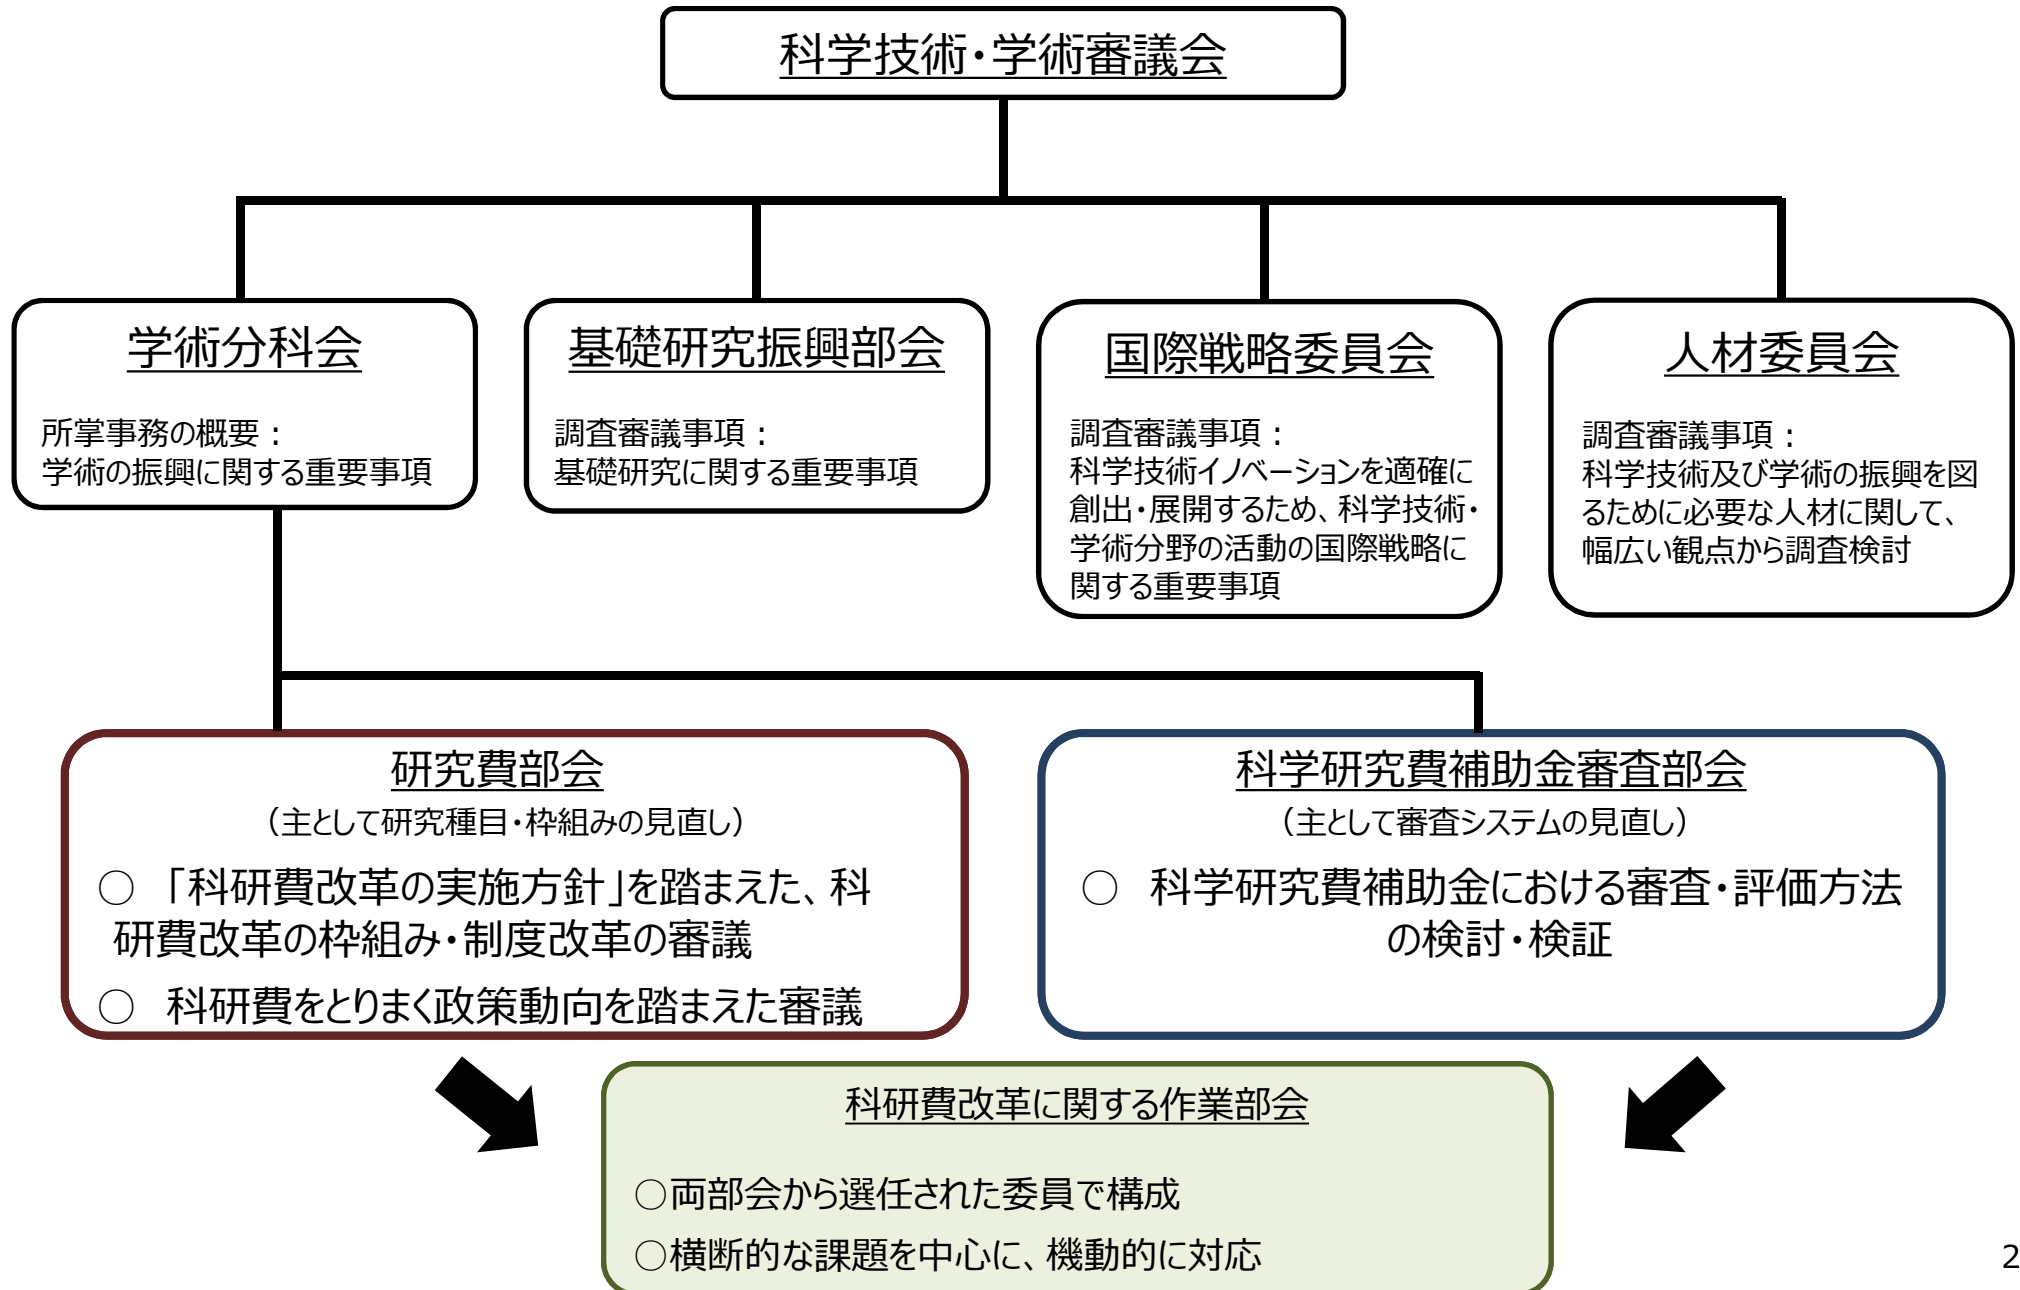 科学技術・学術審議会
学術分科会
所掌事務の概要：
学術の振興に関する重要事項
基礎研究振興部会
調査審議事項：
基礎研究に関する重要事項
国際戦略委員会
調査審議事項：
科学技術イノベーションを適確に
創出・展開するため、科学技術・
学術分野の活動の国際戦略に
関する重要事項
人材委員会
調査審議事項：
科学技術及び学術の振興を図
るために必要な人材に関して、
幅広い観点から調査検討
研究費部会
（主として研究種目・枠組みの見直し）
○　「科研費改革の実施方針」を踏まえた、科
研費改革の枠組み・制度改革の審議
○　科研費をとりまく政策動向を踏まえた審議
科学研究費補助金審査部会
（主として審査システムの見直し）
○　科学研究費補助金における審査・評価方法
の検討・検証
科研費改革に関する作業部会
○両部会から選任された委員で構成
○横断的な課題を中心に、機動的に対応
2